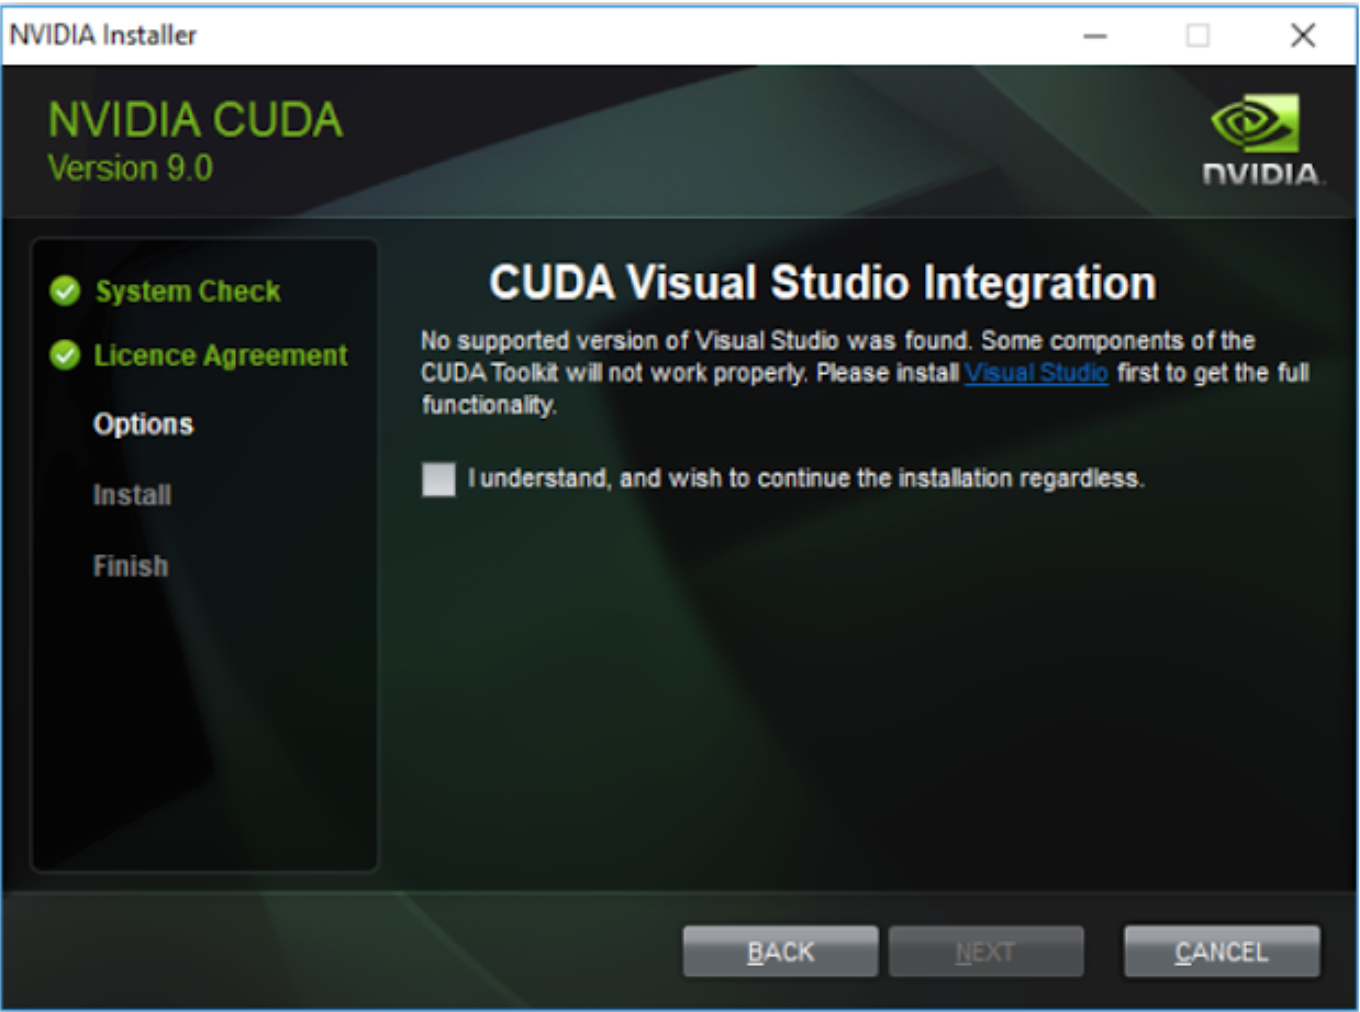 NVIDIA Installer
NVIDIA CUDA
Version 9.0
NVIDIA.
System Check
Licence Agreement
Options
Install
Finish
CUDA Visual Studio Integration
No supported version of Visual Studio was found. Some components of the
CUDA Toolkit will not work properly. Please install Visual Studio first to get the full
functionality.
I understand, and wish to continue the installation regardless.
BACK
NEXT
CANCEL